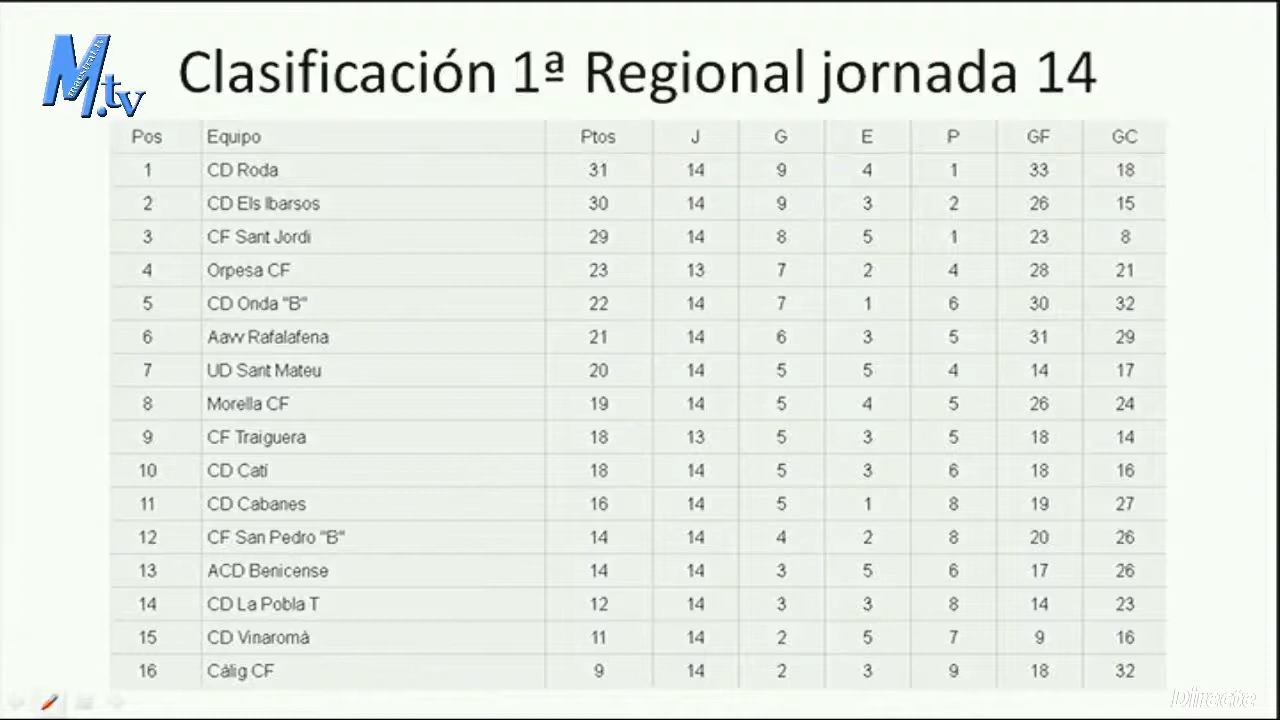 M.tv
maestrat.tv
Clasificación 1ª Regional jornada 14
Pos Equipo Ptos J G E P GF GC
1 CD Roda 31 14 9 4 1 33 18
2 CD Els Ibarsos 30 14 9 3 2 26 15
3 CF Sant Jordi 29 14 8 5 1 23 8
4 Orpesa CF 23 13 7 2 4 28 21
5 CD Onda "B" 22 14 7 1 6 30 32
6 Aavv Rafalafena 21 14 6 3 5 31 29
7 UD Sant Mateu 20 14 5 5 4 14 17
8 Morella CF 19 14 5 4 5 26 24
9 CF Traiguera 18 13 5 3 5 18 14
10 CD Catí 18 14 5 3 6 18 16
11 CD Cabanes 16 14 5 1 8 19 27
12 CF San Pedro "B" 14 14 4 2 8 20 26
13 ACD Benicense 14 14 3 5 6 17 26
14 CD La Pobla T 12 14 3 3 8 14 23
15 CD Vinaromà 11 14 2 5 7 9 16
16 Càlig CF 9 14 2 3 9 18 32
Directe